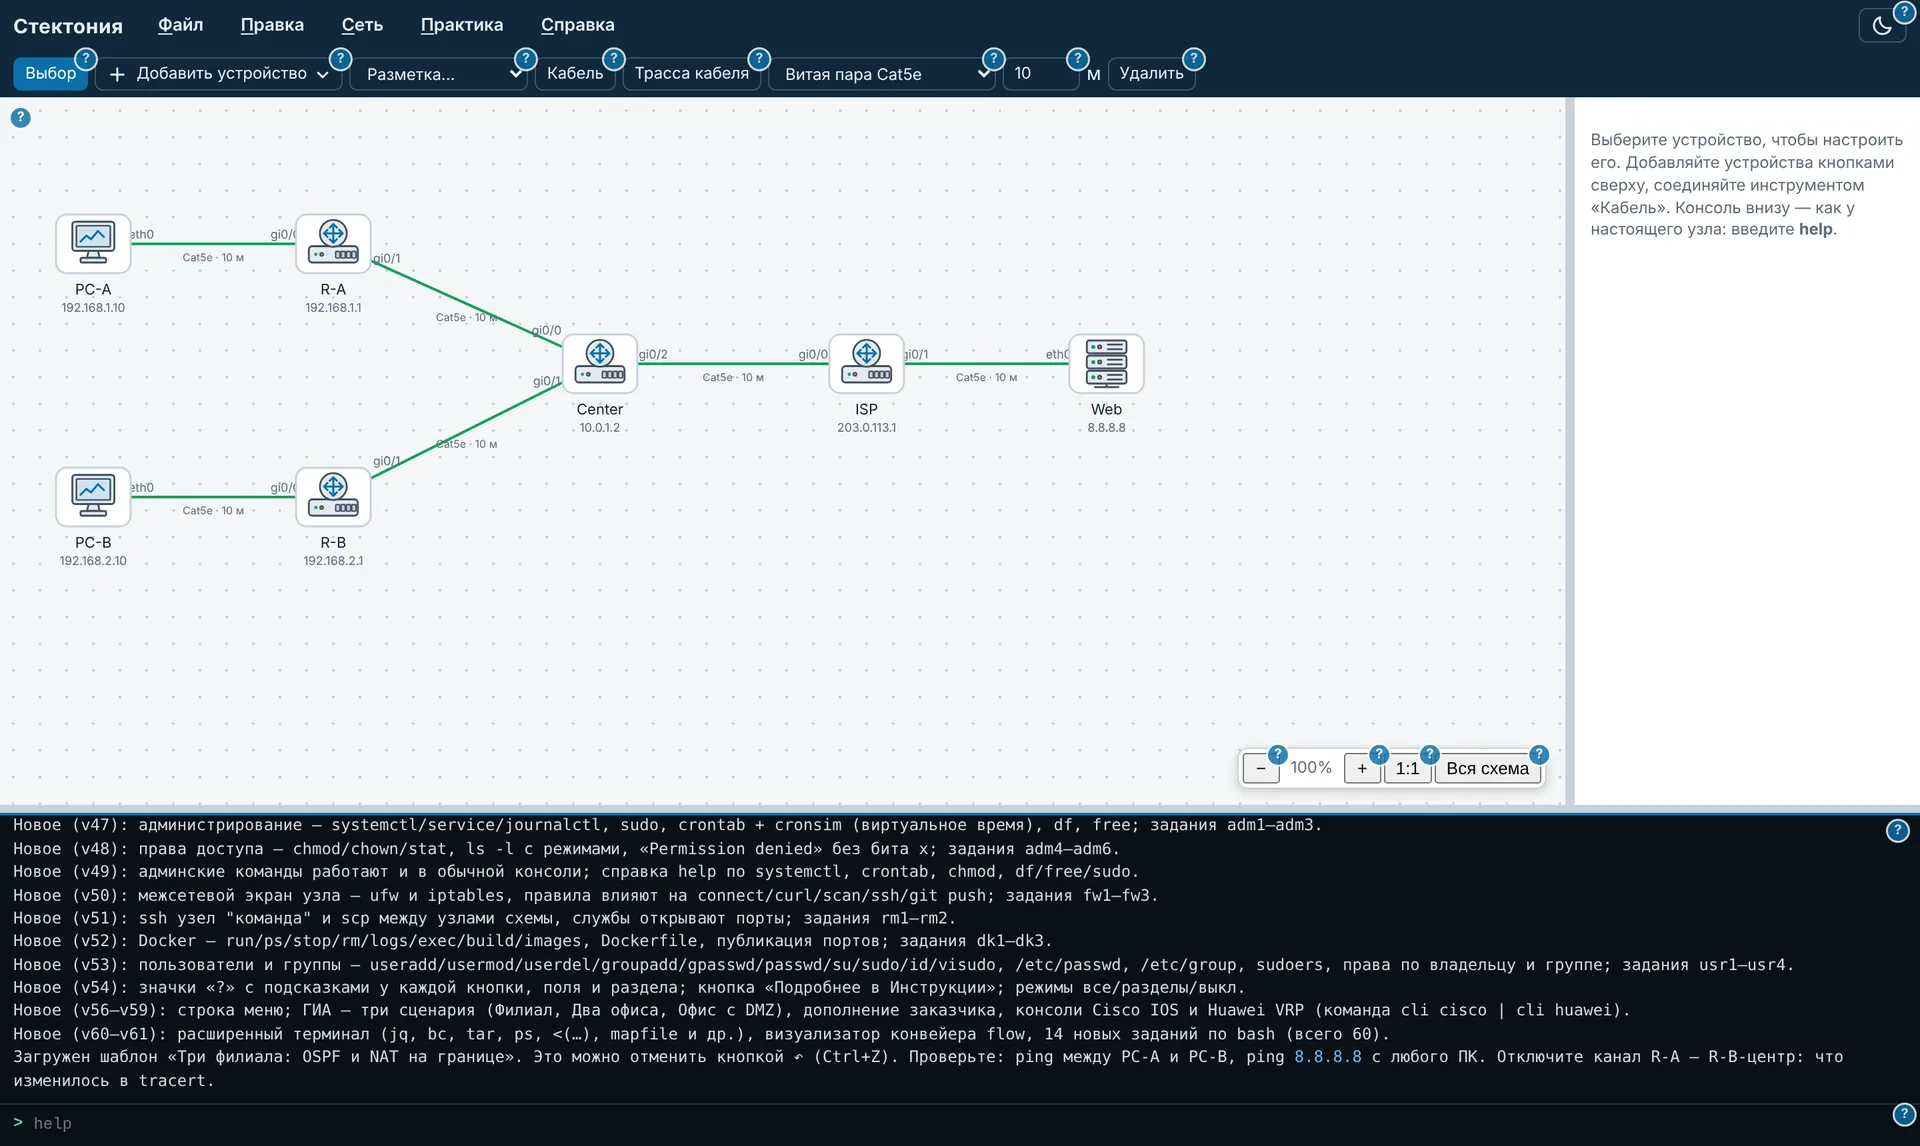 Стектония Файл Правка Сеть Практика Справка ?
Выбор ? + Добавить устройство ? Разметка... ? Кабель ? Трасса кабеля ? Витая пара Cat5e ? 10 ? м Удалить ?
?
Выберите устройство, чтобы настроить
его. Добавляйте устройства кнопками
сверху, соединяйте инструментом
«Кабель». Консоль внизу — как у
настоящего узла: введите help.
eth0 gi0/
Cat5e · 10 м
gi0/1
PC-A R-A
192.168.1.10 192.168.1.1
Cat5e · 10 м
gi0/0
gi0/2 gi0/0 gi0/1 eth0
Cat5e · 10 м Cat5e · 10 м
gi0/1
Center ISP Web
10.0.1.2 203.0.113.1 8.8.8.8
Cat5e · 10 м
gi0/1
eth0 gi0/
Cat5e · 10 м
PC-B R-B
192.168.2.10 192.168.2.1
− ? 100% + ? 1:1 ? Вся схема ?
Новое (v47): администрирование — systemctl/service/journalctl, sudo, crontab + cronsim (виртуальное время), df, free; задания adm1–adm3. ?
Новое (v48): права доступа — chmod/chown/stat, ls -l с режимами, «Permission denied» без бита x; задания adm4–adm6.
Новое (v49): админские команды работают и в обычной консоли; справка help по systemctl, crontab, chmod, df/free/sudo.
Новое (v50): межсетевой экран узла — ufw и iptables, правила влияют на connect/curl/scan/ssh/git push; задания fw1–fw3.
Новое (v51): ssh узел "команда" и scp между узлами схемы, службы открывают порты; задания rm1–rm2.
Новое (v52): Docker — run/ps/stop/rm/logs/exec/build/images, Dockerfile, публикация портов; задания dk1–dk3.
Новое (v53): пользователи и группы — useradd/usermod/userdel/groupadd/gpasswd/passwd/su/sudo/id/visudo, /etc/passwd, /etc/group, sudoers, права по владельцу и группе; задания usr1–usr4.
Новое (v54): значки «?» с подсказками у каждой кнопки, поля и раздела; кнопка «Подробнее в Инструкции»; режимы все/разделы/выкл.
Новое (v56–v59): строка меню; ГИА — три сценария (Филиал, Два офиса, Офис с DMZ), дополнение заказчика, консоли Cisco IOS и Huawei VRP (команда cli cisco | cli huawei).
Новое (v60–v61): расширенный терминал (jq, bc, tar, ps, <(…), mapfile и др.), визуализатор конвейера flow, 14 новых заданий по bash (всего 60).
Загружен шаблон «Три филиала: OSPF и NAT на границе». Это можно отменить кнопкой ↶ (Ctrl+Z). Проверьте: ping между PC-A и PC-B, ping 8.8.8.8 с любого ПК. Отключите канал R-A — R-B-центр: что
изменилось в tracert.
> help ?